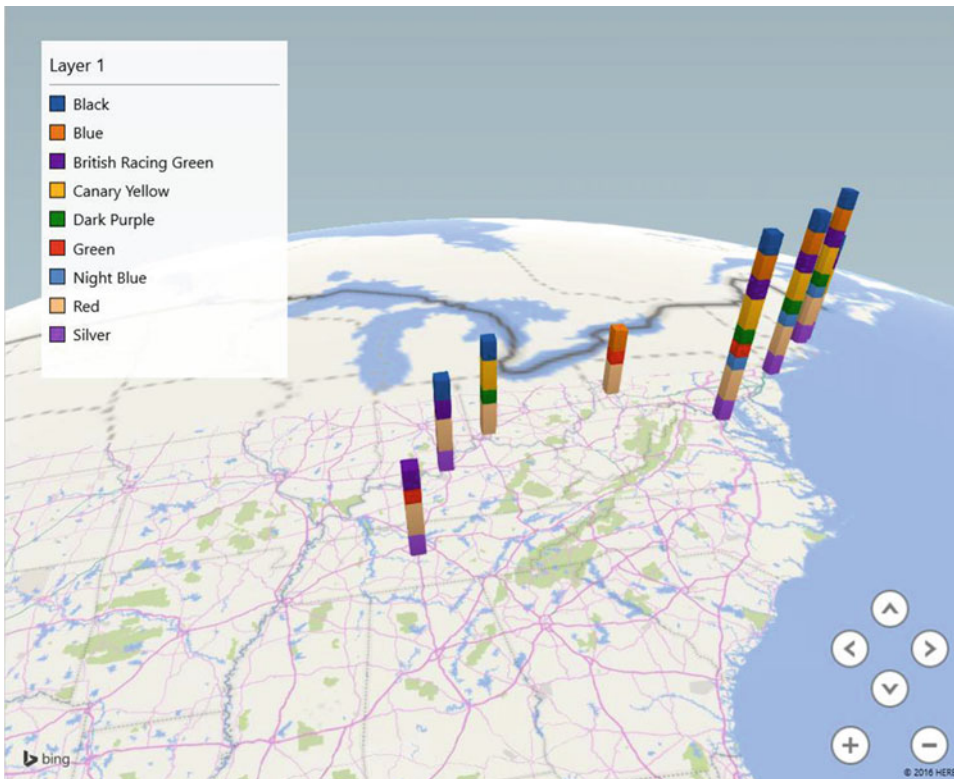 Layer 1
Black
Blue
British Racing Green
Canary Yellow
Dark Purple
Green
Night Blue
Red
Silver
bing
© 2016 HERE